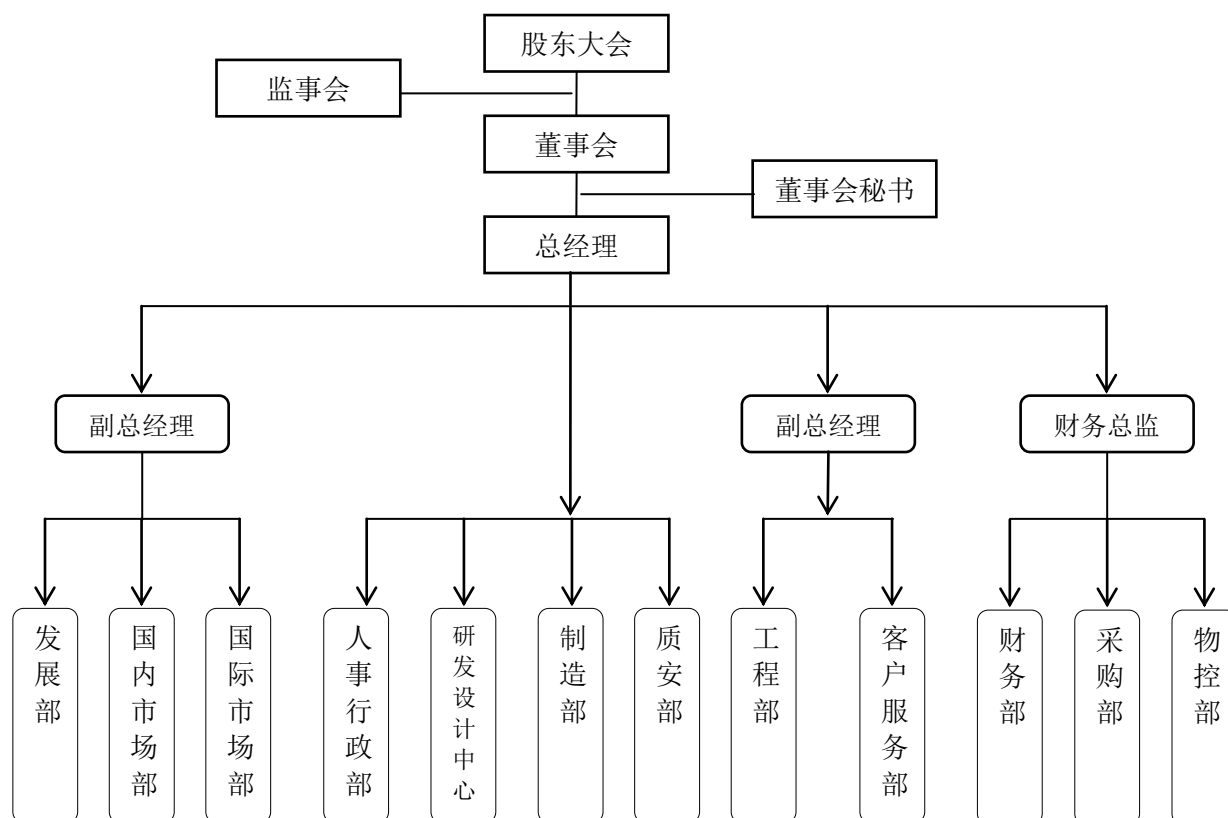 股东大会
监事会
董事会
董事会秘书
总经理
副总经理
副总经理
财务总监
发展部
国内市场部
国际市场部
人事行政部
研发设计中心
制造部
质安部
工程部
客户服务部
财务部
采购部
物控部